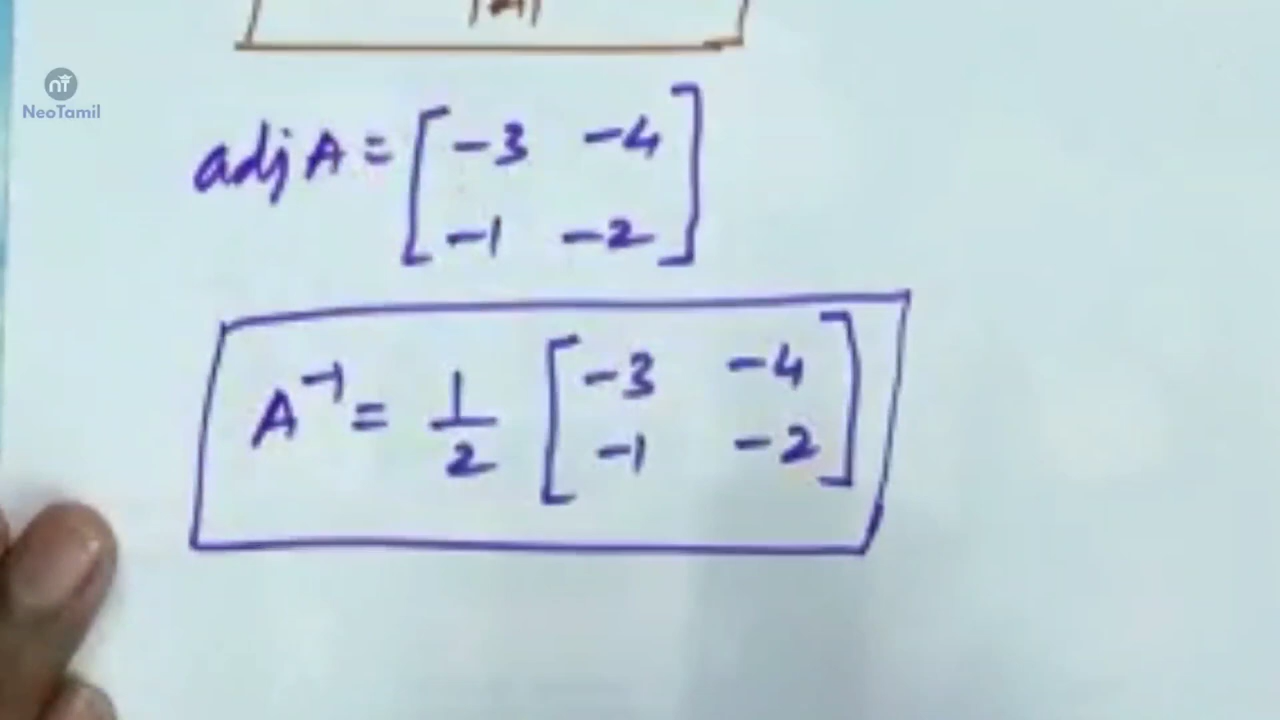 |A|
NeoTamil
adj A = [ -3 -4
-1 -2 ]
A⁻¹ = 1/2 [ -3 -4
-1 -2 ]